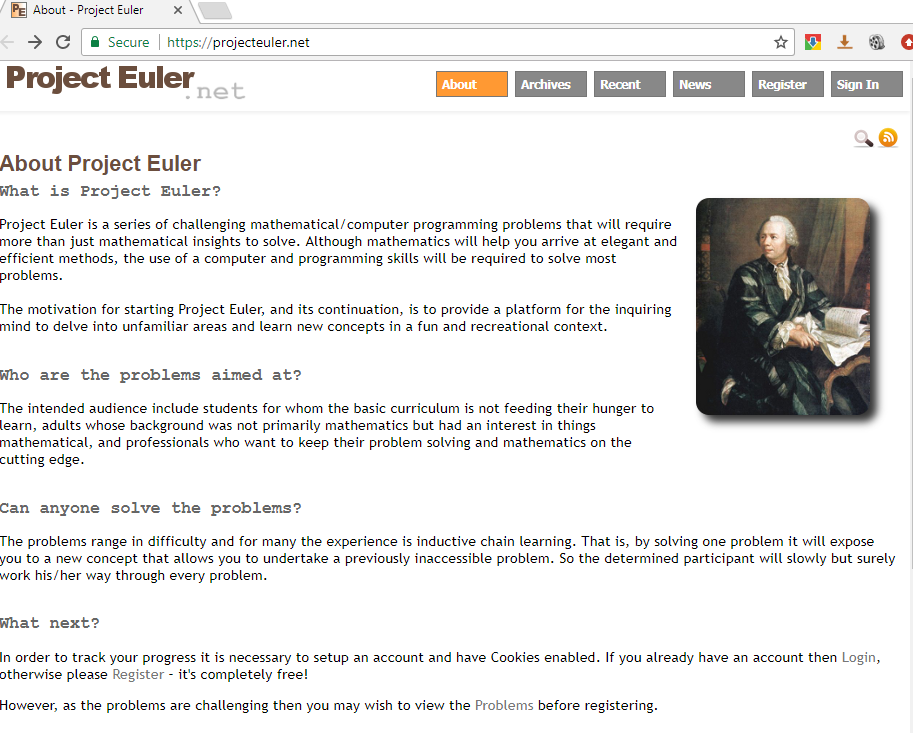 About - Project Euler
Secure
https://projecteuler.net
Project Euler
.net
About
Archives
Recent
News
Register
Sign In
About Project Euler
What is Project Euler?
Project Euler is a series of challenging mathematical/computer programming problems that will require
more than just mathematical insights to solve. Although mathematics will help you arrive at elegant and
efficient methods, the use of a computer and programming skills will be required to solve most
problems.
The motivation for starting Project Euler, and its continuation, is to provide a platform for the inquiring
mind to delve into unfamiliar areas and learn new concepts in a fun and recreational context.
Who are the problems aimed at?
The intended audience include students for whom the basic curriculum is not feeding their hunger to
learn, adults whose background was not primarily mathematics but had an interest in things
mathematical, and professionals who want to keep their problem solving and mathematics on the
cutting edge.
Can anyone solve the problems?
The problems range in difficulty and for many the experience is inductive chain learning. That is, by solving one problem it will expose
you to a new concept that allows you to undertake a previously inaccessible problem. So the determined participant will slowly but surely
work his/her way through every problem.
What next?
In order to track your progress it is necessary to setup an account and have Cookies enabled. If you already have an account then Login,
otherwise please Register - it's completely free!
However, as the problems are challenging then you may wish to view the Problems before registering.